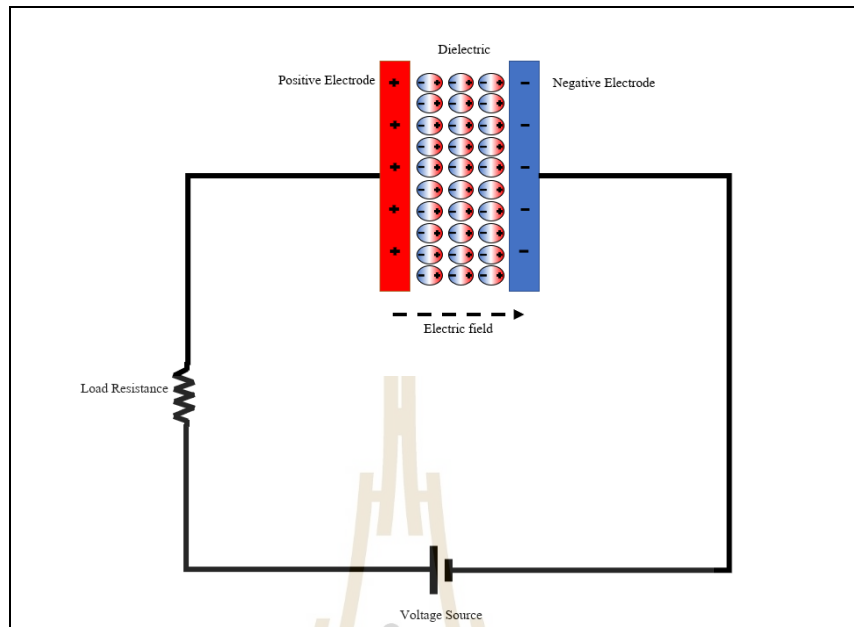 Dielectric
Positive Electrode
Negative Electrode
Electric field
Load Resistance
Voltage Source